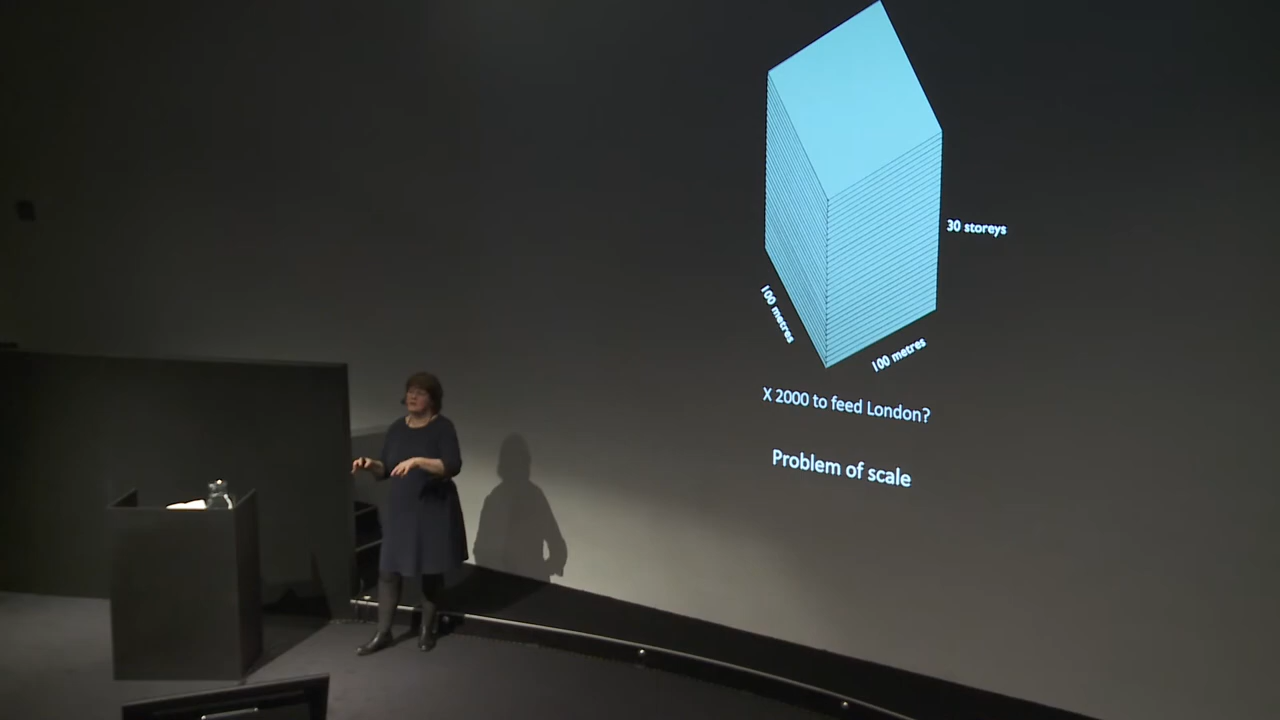 30 storeys
100 metres
100 metres
X 2000 to feed London?
Problem of scale